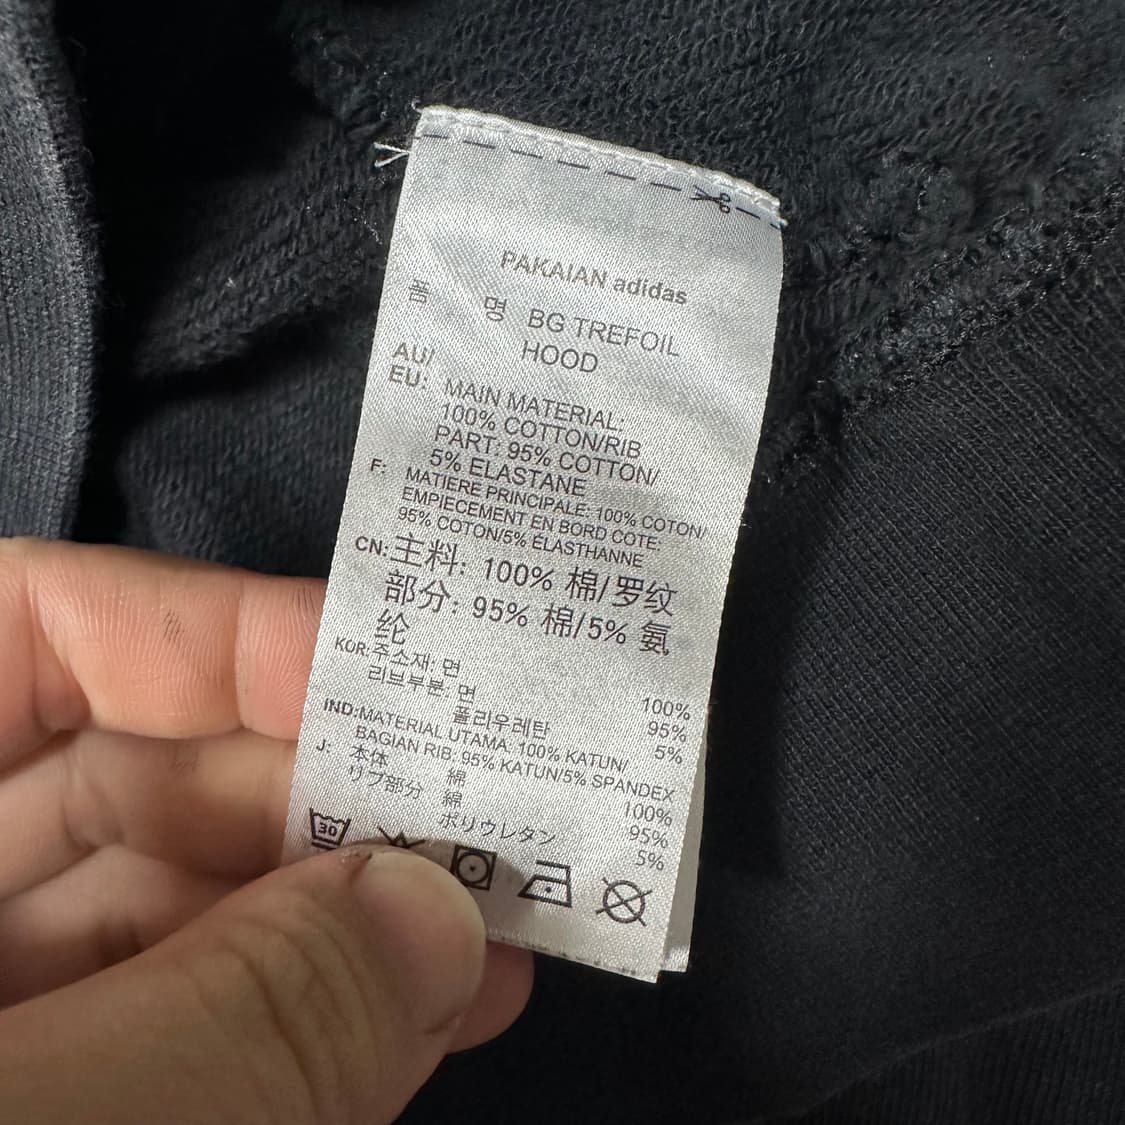 PAKAIAN adidas
품 명 BG TREFOIL
HOOD
AU/
EU: MAIN MATERIAL:
100% COTTON/RIB
PART: 95% COTTON/
5% ELASTANE
F: MATIERE PRINCIPALE: 100% COTON/
EMPIECEMENT EN BORD COTE:
95% COTON/5% ÉLASTHANNE
CN: 主料: 100% 棉/罗纹
部分: 95% 棉/5% 氨
纶
KOR: 주소재: 면 100%
리브부분: 면 95%
폴리우레탄 5%
IND: MATERIAL UTAMA: 100% KATUN/
BAGIAN RIB: 95% KATUN/5% SPANDEX
J: 本体 綿 100%
リブ部分 綿 95%
ポリウレタン 5%
30